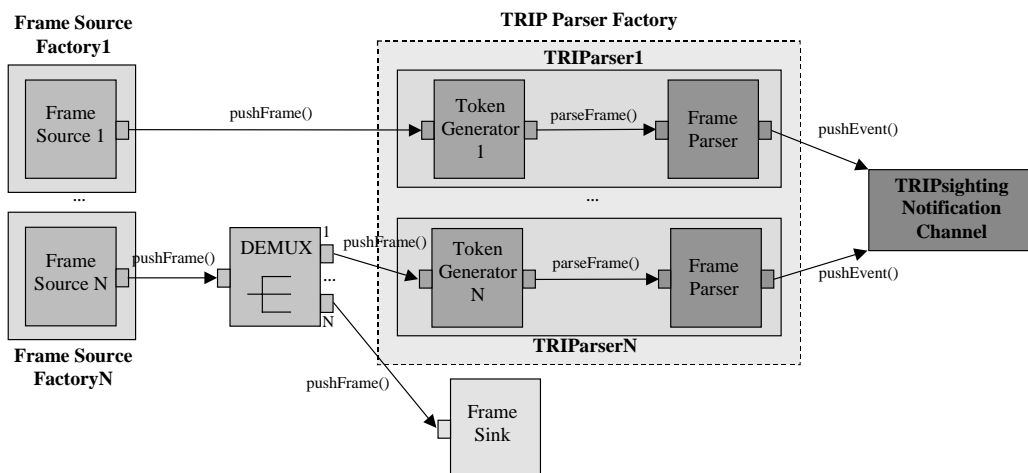 Frame Source
Factory1
TRIP Parser Factory
TRIParser1
Frame
Source 1
pushFrame()
Token
Generator
1
parseFrame()
Frame
Parser
pushEvent()
...
...
TRIPsighting
Notification
Channel
Frame
Source N
pushFrame()
DEMUX
1
...
N
pushFrame()
Token
Generator
N
parseFrame()
Frame
Parser
pushEvent()
TRIParserN
Frame Source
FactoryN
pushFrame()
Frame
Sink